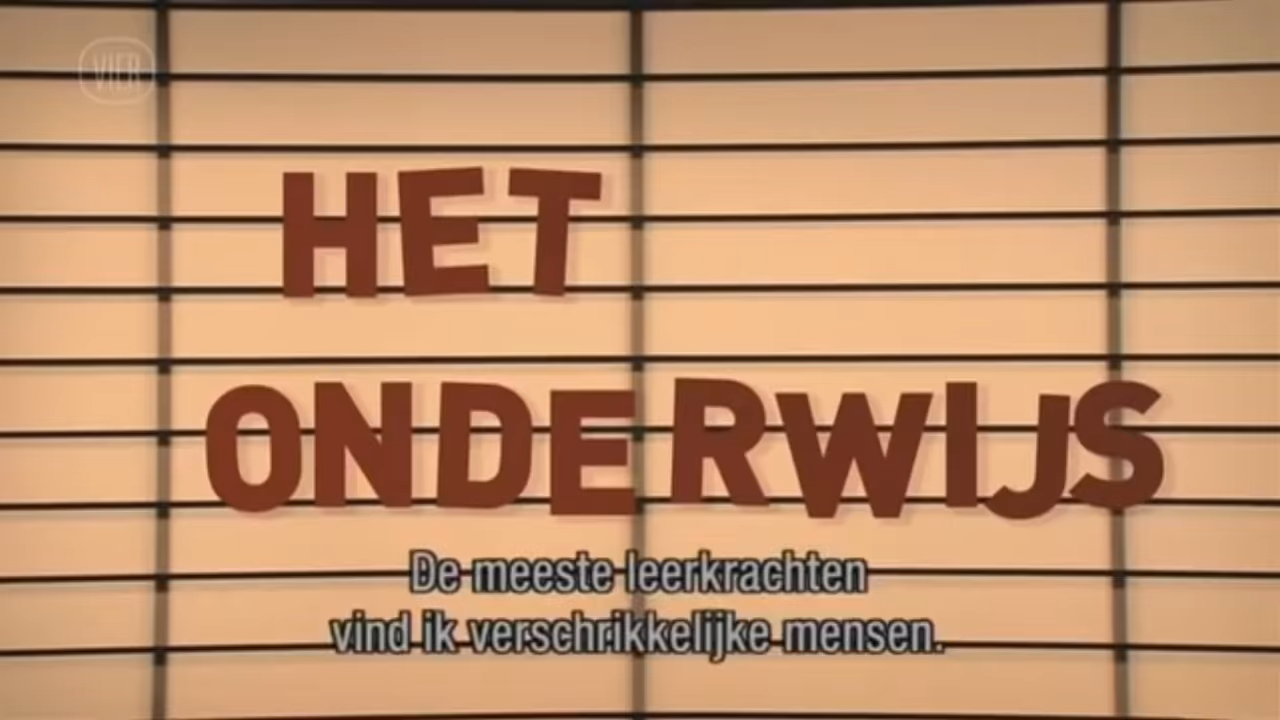 VIER
HET
ONDERWIJS
De meeste leerkrachten
vind ik verschrikkelijke mensen.